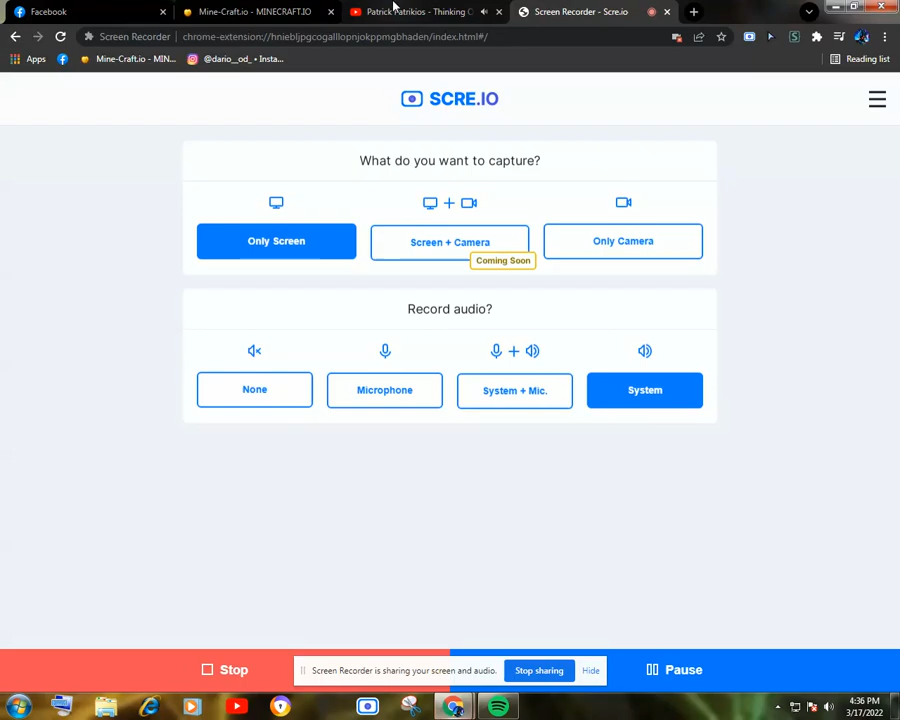 Facebook
Mine-Craft.io - MINECRAFT.IO
Patrick Patrikios - Thinking
Screen Recorder - Scre.io
Screen Recorder
chrome-extension://hniebljpgcogalllopnjokppmgbhaden/index.html#/
Apps
Mine-Craft.io - MIN...
@dario__od_ • Insta...
Reading list
SCRE.IO
What do you want to capture?
Only Screen
Screen + Camera
Only Camera
Coming Soon
Record audio?
None
Microphone
System + Mic.
System
Stop
Screen Recorder is sharing your screen and audio.
Stop sharing
Hide
Pause
4:36 PM
3/17/2022